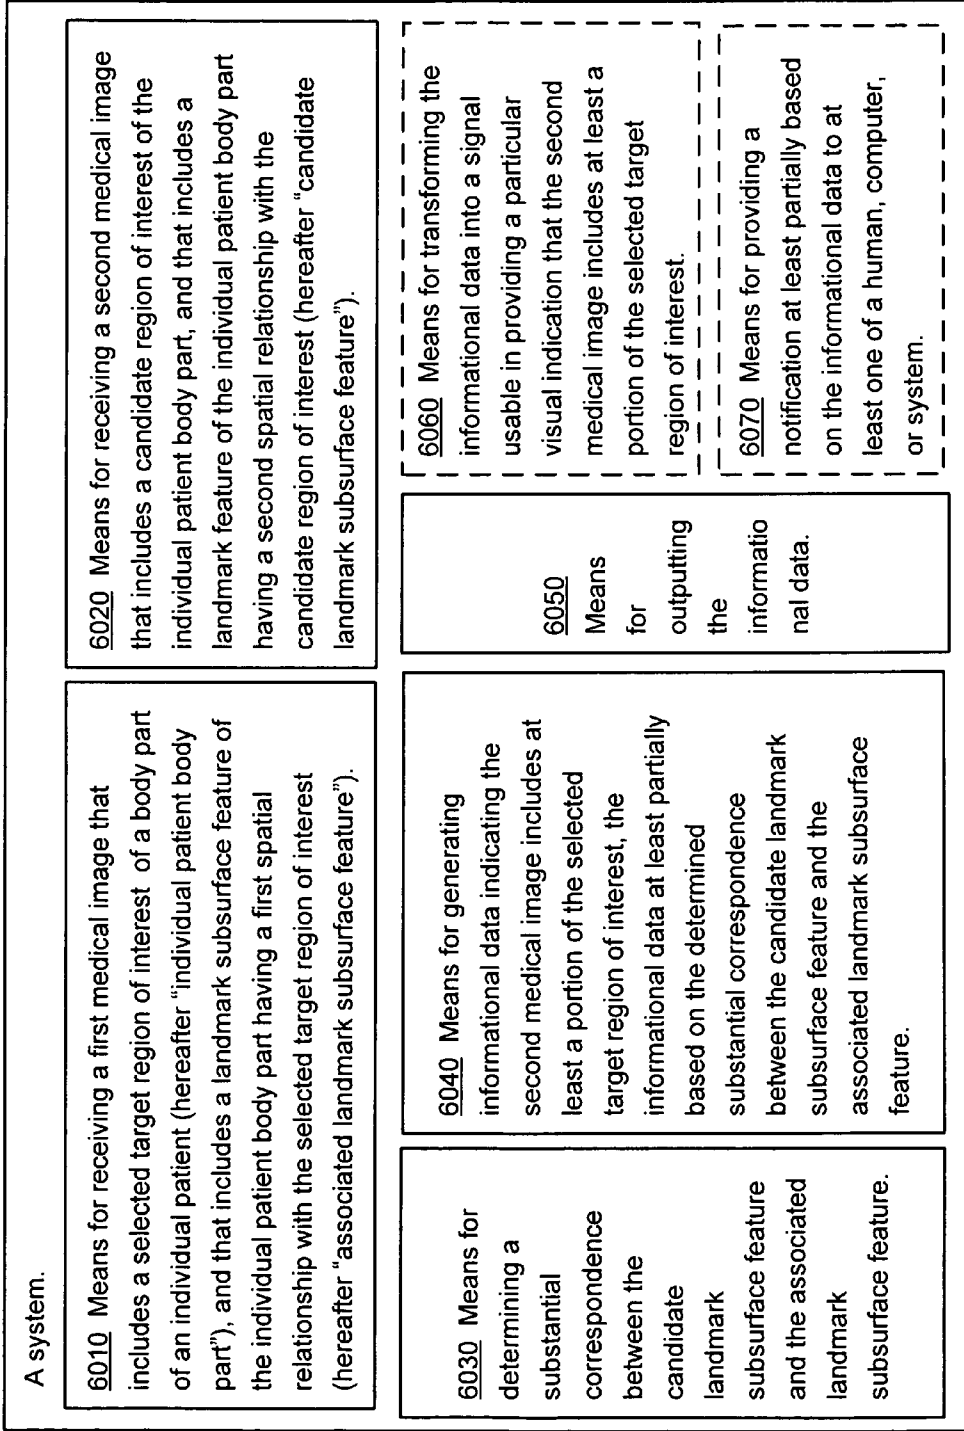 A system.
6010 Means for receiving a first medical image that
includes a selected target region of interest of a body part
of an individual patient (hereafter “individual patient body
part”), and that includes a landmark subsurface feature of
the individual patient body part having a first spatial
relationship with the selected target region of interest
(hereafter “associated landmark subsurface feature”).
6020 Means for receiving a second medical image
that includes a candidate region of interest of the
individual patient body part, and that includes a
landmark feature of the individual patient body part
having a second spatial relationship with the
candidate region of interest (hereafter “candidate
landmark subsurface feature”).
6030 Means for
determining a
substantial
correspondence
between the
candidate
landmark
subsurface feature
and the associated
landmark
subsurface feature.
6040 Means for generating
informational data indicating the
second medical image includes at
least a portion of the selected
target region of interest, the
informational data at least partially
based on the determined
substantial correspondence
between the candidate landmark
subsurface feature and the
associated landmark subsurface
feature.
6050
Means
for
outputting
the
informatio
nal data.
6060 Means for transforming the
informational data into a signal
usable in providing a particular
visual indication that the second
medical image includes at least a
portion of the selected target
region of interest.
6070 Means for providing a
notification at least partially based
on the informational data to at
least one of a human, computer,
or system.